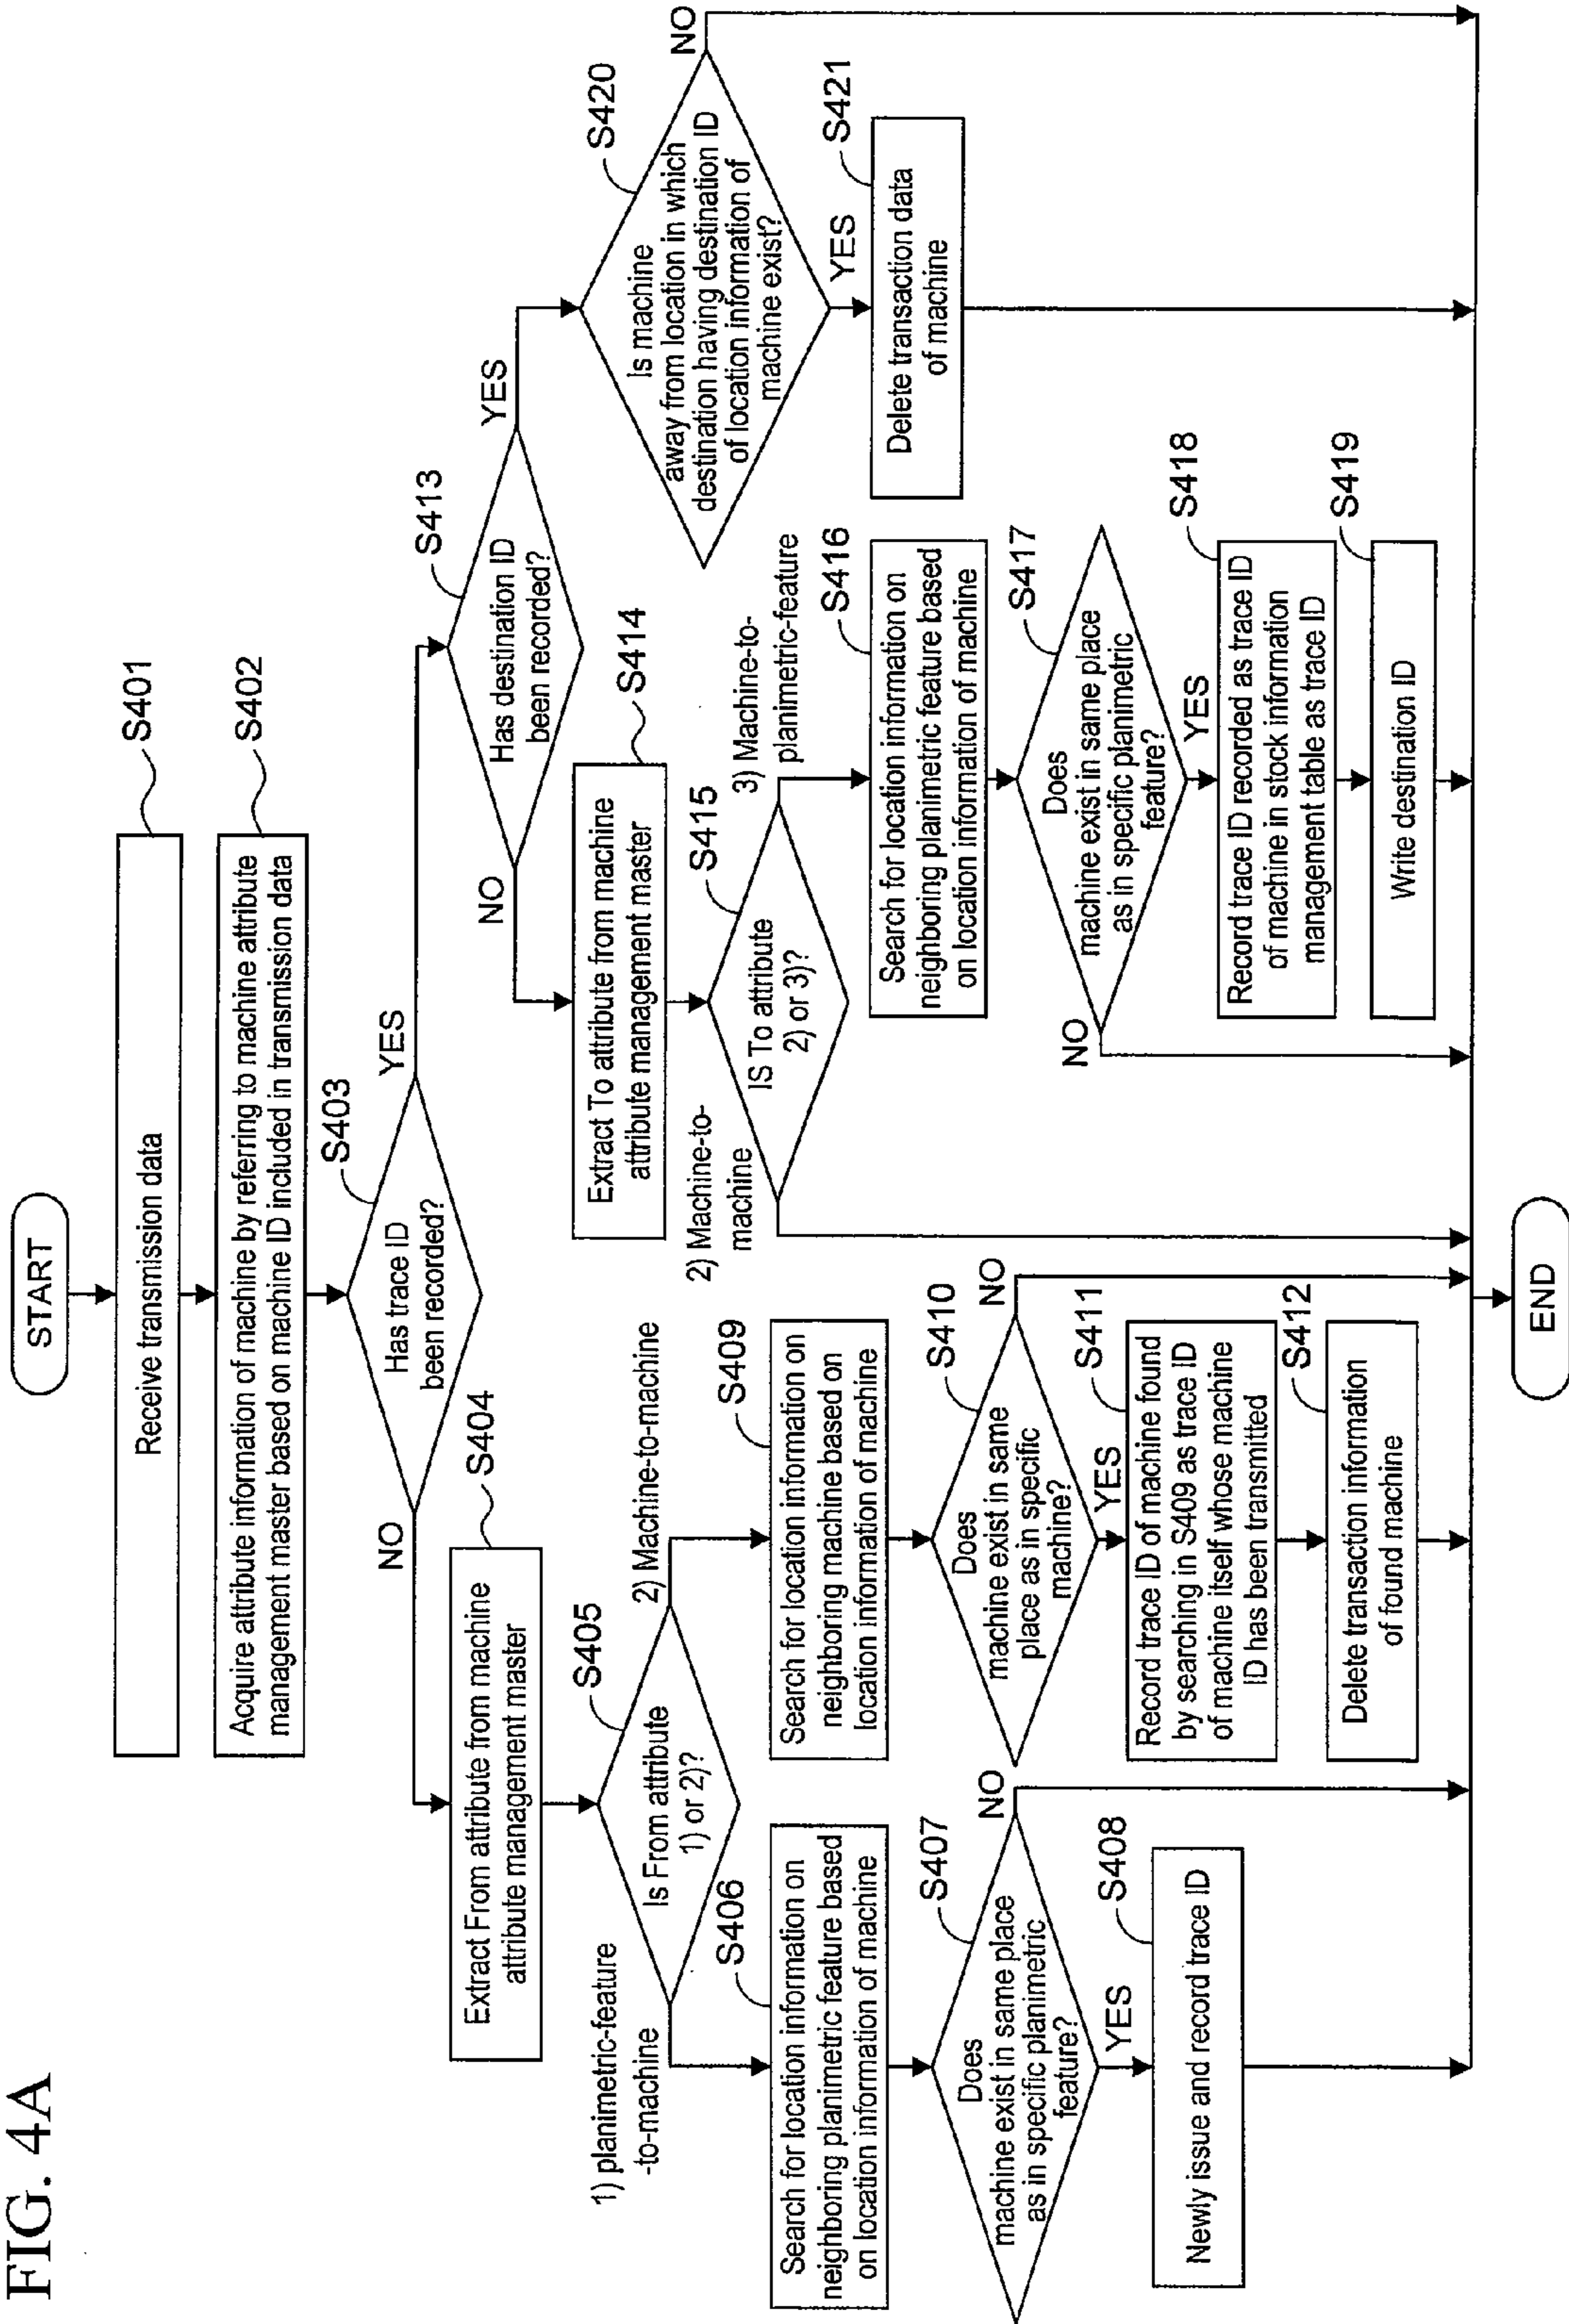 FIG. 4A
START
Receive transmission data
S401
Acquire attribute information of machine by referring to machine attribute
management master based on machine ID included in transmission data
S402
Has trace ID
been recorded?
S403
NO
YES
Extract From attribute from machine
attribute management master
S404
Is From attribute
1) or 2)?
S405
1) planimetric-feature
-to-machine
2) Machine-to-machine
Search for location information on
neighboring planimetric feature based
on location information of machine
S406
Does
machine exist in same place
as in specific planimetric
feature?
S407
NO
YES
Newly issue and record trace ID
S408
Search for location information on
neighboring machine based on
location information of machine
S409
Does
machine exist in same
place as in specific
machine?
S410
NO
YES
Record trace ID of machine found
by searching in S409 as trace ID
of machine itself whose machine
ID has been transmitted
S411
Delete transaction information
of found machine
S412
Has destination ID
been recorded?
S413
NO
YES
Extract To attribute from machine
attribute management master
S414
IS To attribute
2) or 3)?
S415
2) Machine-to-
machine
3) Machine-to-
planimetric-feature
Search for location information on
neighboring planimetric feature based
on location information of machine
S416
Does
machine exist in same place
as in specific planimetric
feature?
S417
NO
YES
Record trace ID recorded as trace ID
of machine in stock information
management table as trace ID
S418
Write destination ID
S419
Is machine
away from location in which
destination having destination ID
of location information of
machine exist?
S420
NO
YES
Delete transaction data
of machine
S421
END